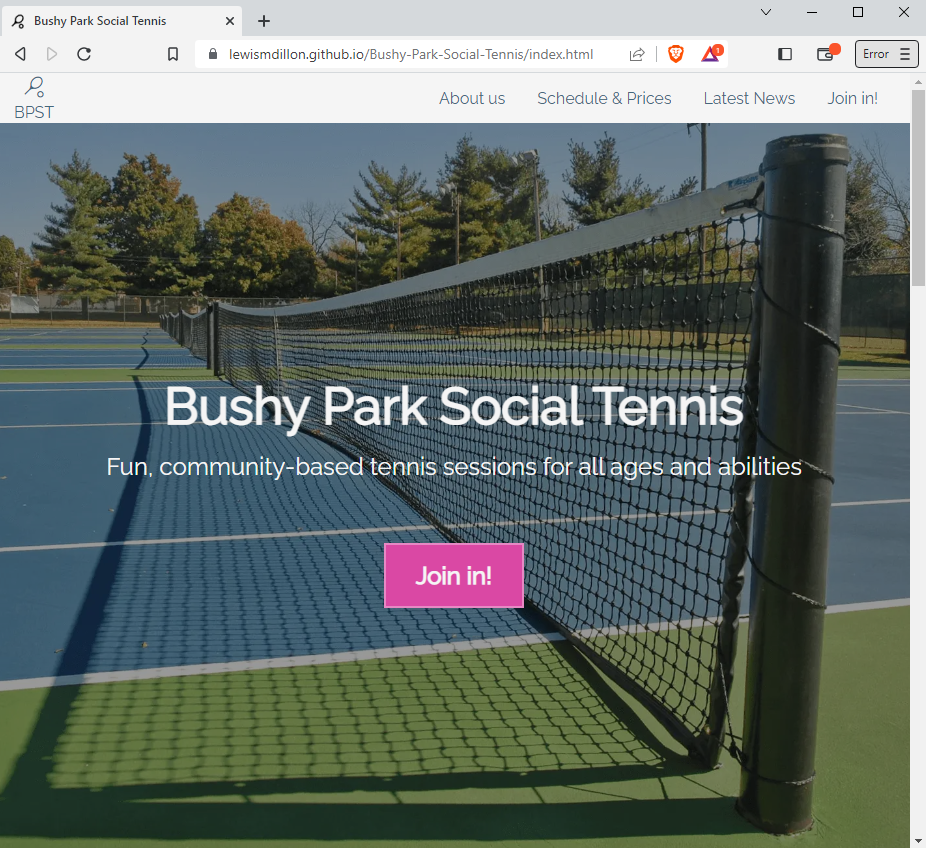 Bushy Park Social Tennis
lewismdillon.github.io/Bushy-Park-Social-Tennis/index.html
1
Error
BPST
About us
Schedule & Prices
Latest News
Join in!
Bushy Park Social Tennis
Fun, community-based tennis sessions for all ages and abilities
Join in!